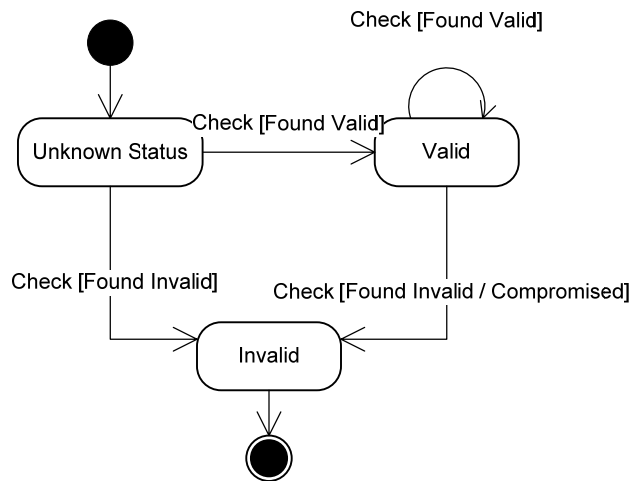 Check [Found Valid]
Check [Found Valid]
Unknown Status
Valid
Check [Found Invalid]
Check [Found Invalid / Compromised]
Invalid